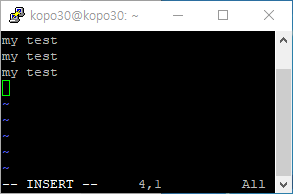 kopo30@kopo30: ~
my test
my test
my test
~
~
~
~
~
-- INSERT -- 4,1 All